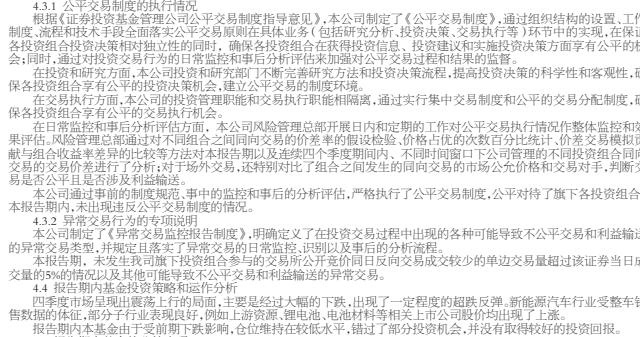 4.3.1 公平交易制度的执行情况
根据《证券投资基金管理公司公平交易制度指导意见》,本公司制定了《公平交易制度》,通过组织结构的设置、工作
制度、流程和技术手段全面落实公平交易原则在具体业务(包括研究分析、投资决策、交易执行等)环节中的实现,在保证
各投资组合投资决策相对独立性的同时,确保各投资组合在获得投资信息、投资建议和实施投资决策方面享有公平的机
会;同时,通过对投资交易行为的日常监控和事后分析评估来加强对公平交易过程和结果的监督。
在投资和研究方面,本公司投资和研究部门不断完善研究方法和投资决策流程,提高投资决策的科学性和客观性,确
保各投资组合享有公平的投资决策机会,建立公平交易的制度环境。
在交易执行方面,本公司的投资管理职能和交易执行职能相隔离,通过实行集中交易制度和公平的交易分配制度,确
保各投资组合享有公平的交易执行机会。
在日常监控和事后分析评估方面,本公司风险管理总部开展日内和定期的工作对公平交易执行情况作整体监控和效
果评估。风险管理总部通过对不同组合之间同向交易的价差率的假设检验、价格占优的次数百分比统计、价差交易模拟贡
献与组合收益率差异的比较等方法对本报告期以及连续四个季度期间内、不同时间窗口下公司管理的不同投资组合同向
交易的交易价差进行了分析;对于场外交易,还特别对比了组合之间发生的同向交易的市场公允价格和交易对手,判断交
易是否公平且是否涉及利益输送。
本公司通过事前的制度规范、事中的监控和事后的分析评估,严格执行了公平交易制度,公平对待了旗下各投资组合。
本报告期内,未出现违反公平交易制度的情况。
4.3.2 异常交易行为的专项说明
本公司制定了《异常交易监控报告制度》,明确定义了在投资交易过程中出现的各种可能导致不公平交易和利益输送
的异常交易类型,并规定且落实了异常交易的日常监控、识别以及事后的分析流程。
本报告期,未发生我司旗下投资组合参与的交易所公开竞价同日反向交易成交较少的单边交易量超过该证券当日成
交量的5%的情况以及其他可能导致不公平交易和利益输送的异常交易。
4.4 报告期内基金投资策略和运作分析
四季度市场呈现出震荡上行的局面,主要是经过大幅的下跌,出现了一定程度的超跌反弹。新能源汽车行业受整车销
售数据的体征,部分子行业表现良好,例如上游资源、锂电池、电池材料等相关上市公司股价均出现了上涨。
报告期内本基金由于受前期下跌影响,仓位维持在较低水平,错过了部分投资机会,并没有取得较好的投资回报。